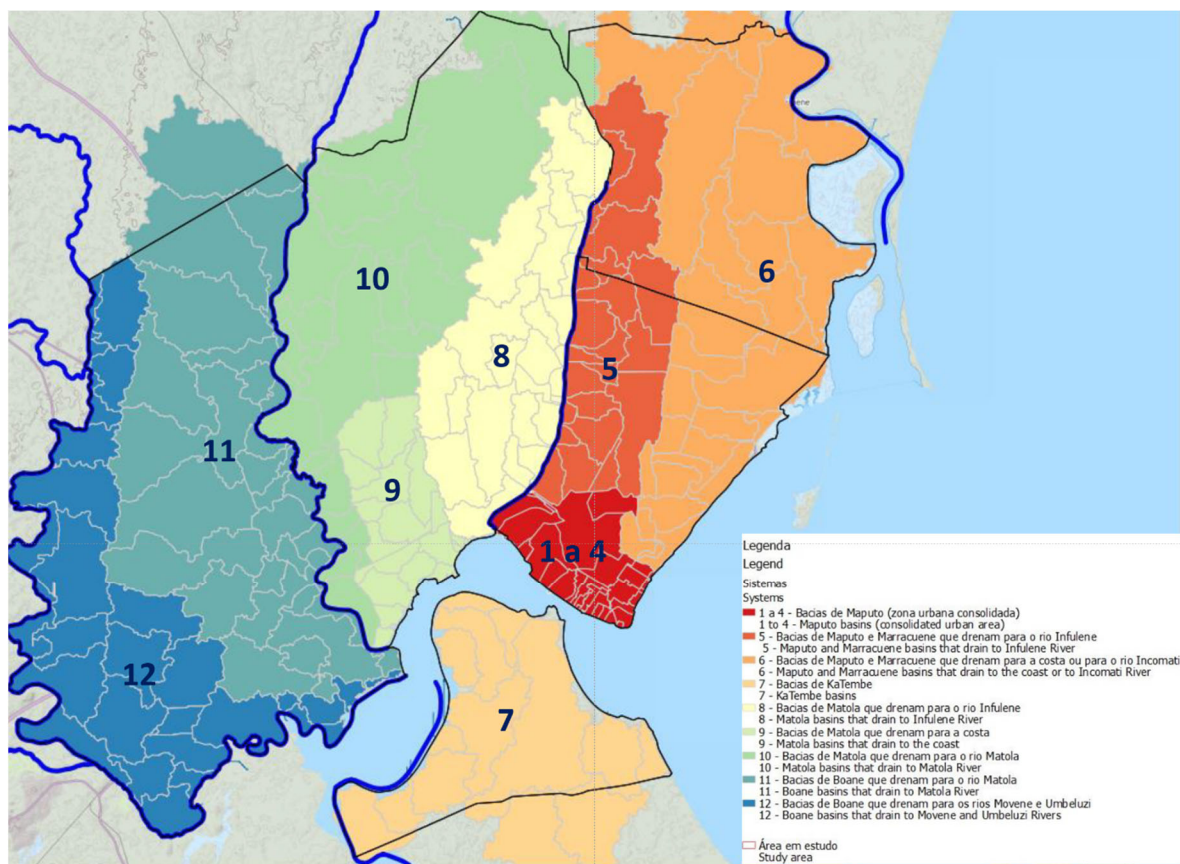 10
6
8
5
11
9
1 a 4
12
7
Legenda
Legend
Sistemas
Systems
1 a 4 - Bacias de Maputo (zona urbana consolidada)
1 to 4 - Maputo basins (consolidated urban area)
5 - Bacias de Maputo e Marracuene que drenam para o rio Infulene
5 - Maputo and Marracuene basins that drain to Infulene River
6 - Bacias de Maputo e Marracuene que drenam para a costa ou para o rio Incomati
6 - Maputo and Marracuene basins that drain to the coast or to Incomati River
7 - Bacias de KaTembe
7 - KaTembe basins
8 - Bacias de Matola que drenam para o rio Infulene
8 - Matola basins that drain to Infulene River
9 - Bacias de Matola que drenam para a costa
9 - Matola basins that drain to the coast
10 - Bacias de Matola que drenam para o rio Matola
10 - Matola basins that drain to Matola River
11 - Bacias de Boane que drenam para o rio Matola
11 - Boane basins that drain to Matola River
12 - Bacias de Boane que drenam para os rios Movene e Umbeluzi
12 - Boane basins that drain to Movene and Umbeluzi Rivers
Área em estudo
Study area